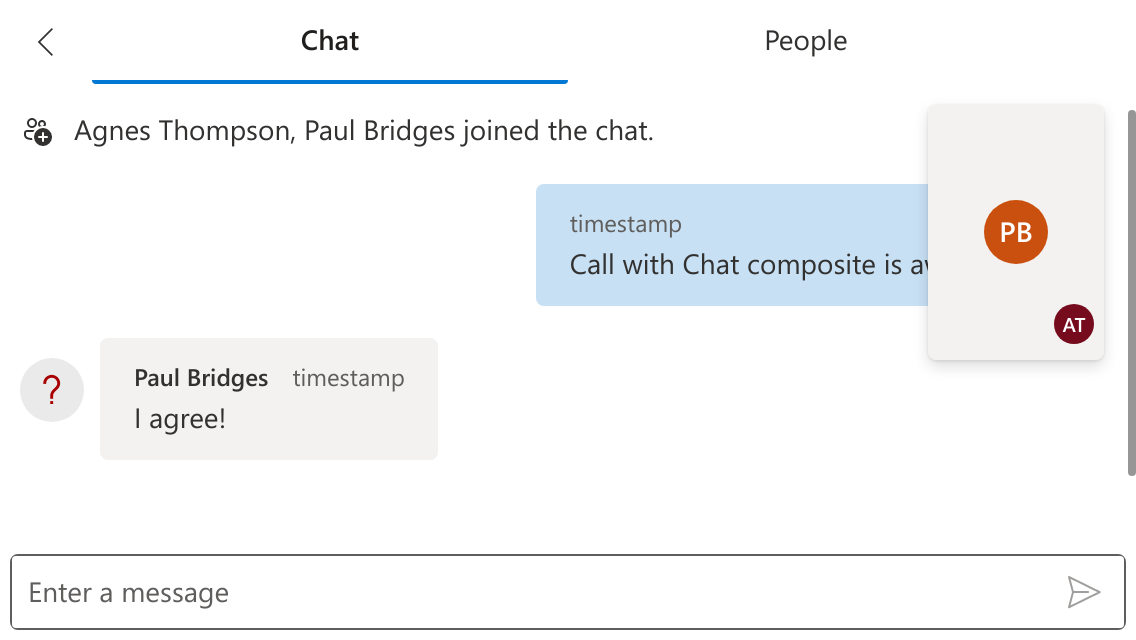 Chat
People
Agnes Thompson, Paul Bridges joined the chat.
timestamp
Call with Chat composite is
PB
AT
?
Paul Bridges timestamp
I agree!
Enter a message